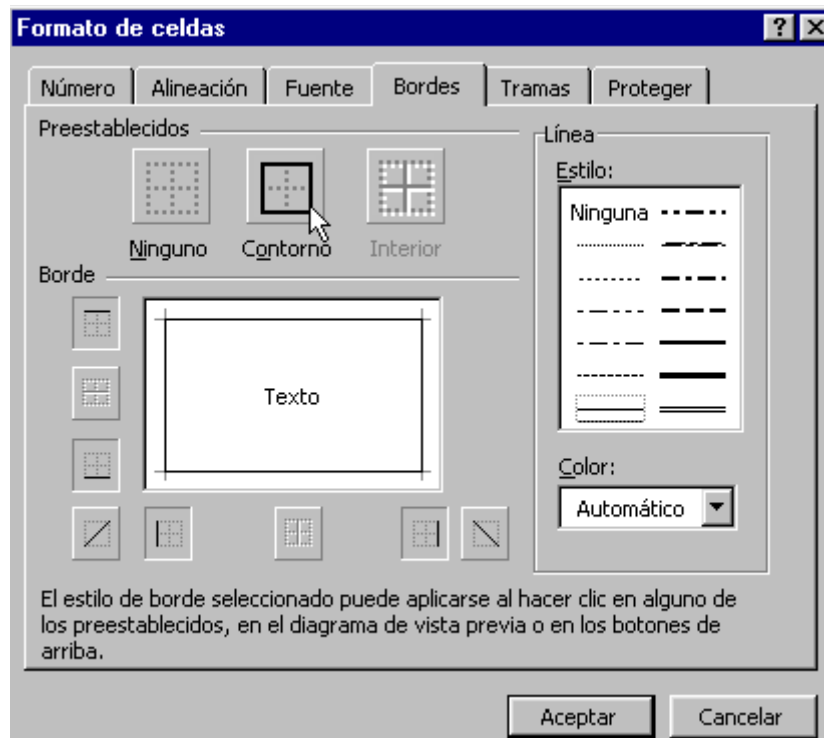 Formato de celdas
Número Alineación Fuente Bordes Tramas Proteger
Preestablecidos
Ninguno Contorno Interior
Borde
Texto
Línea
Estilo:
Ninguna
Color:
Automático
El estilo de borde seleccionado puede aplicarse al hacer clic en alguno de
los preestablecidos, en el diagrama de vista previa o en los botones de
arriba.
Aceptar Cancelar